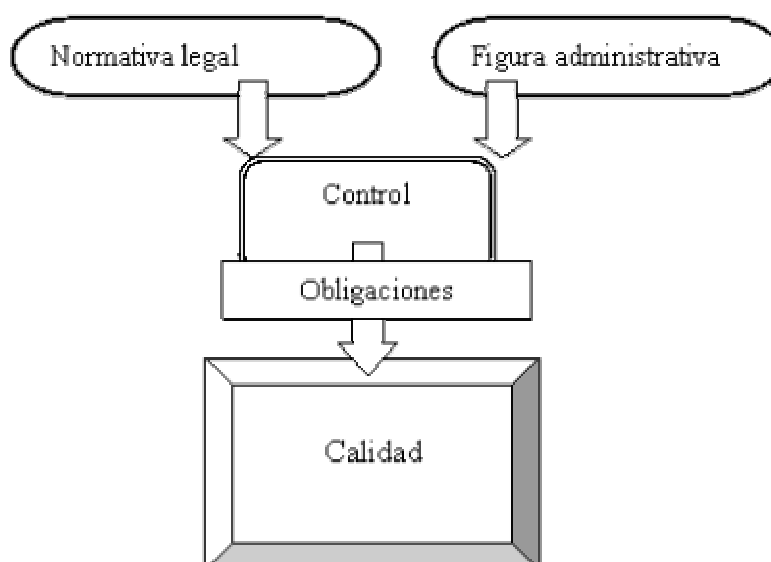 Normativa legal
Figura administrativa
Control
Obligaciones
Calidad